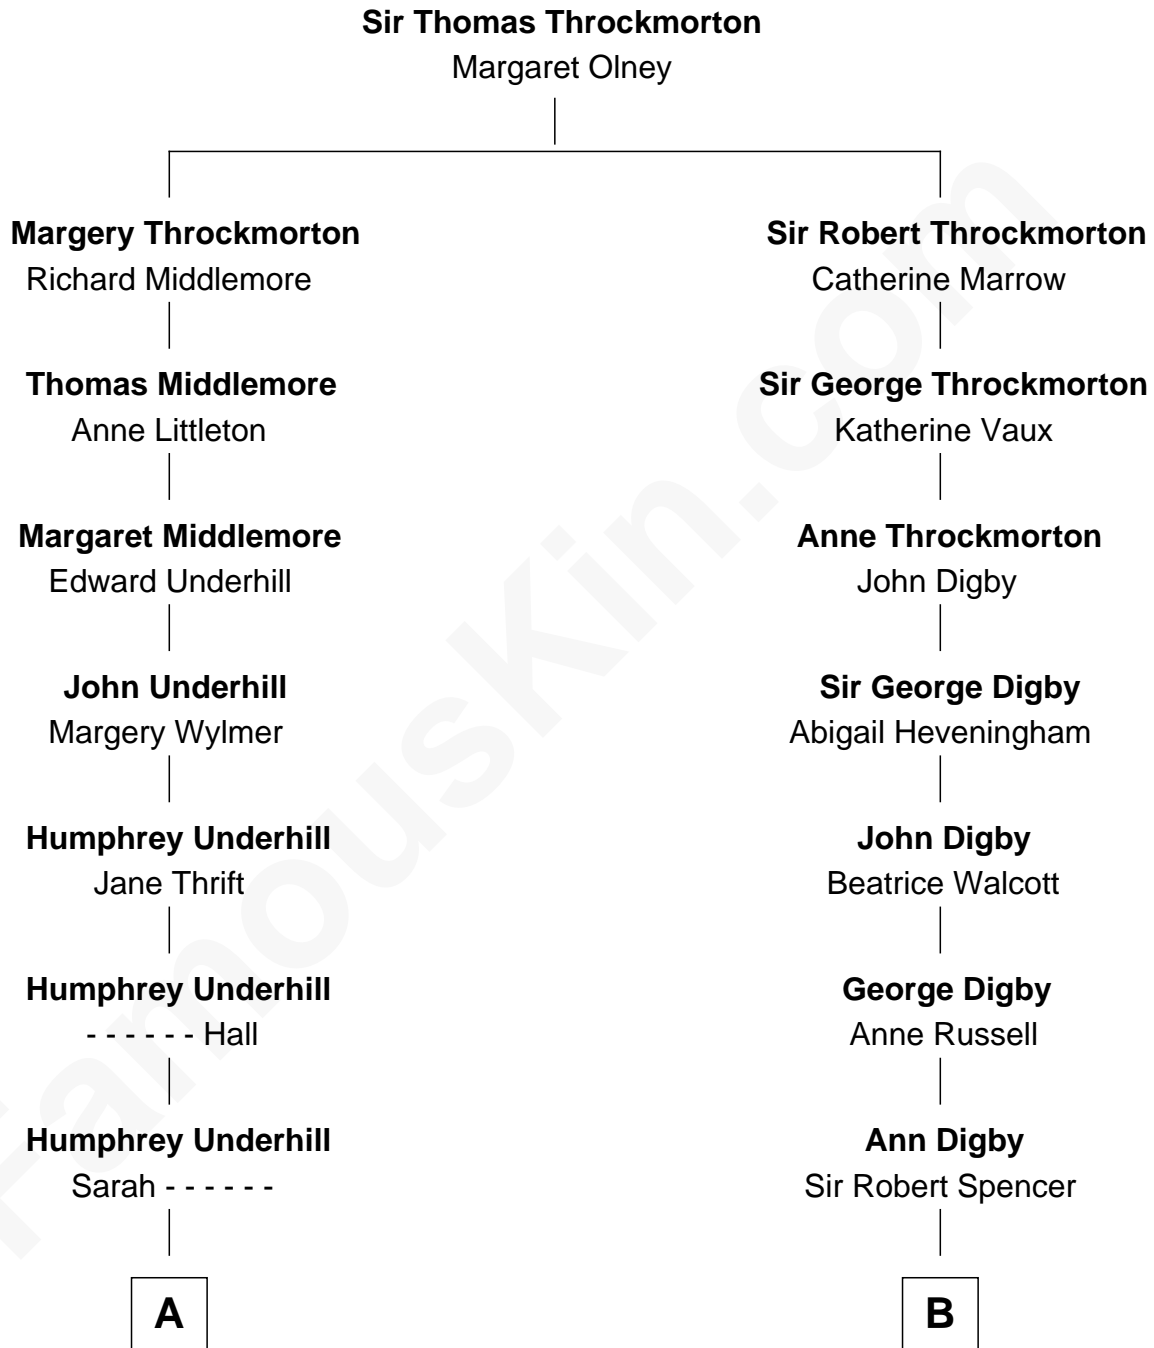 Sir Thomas Throckmorton
Margaret Olney
Margery Throckmorton
Richard Middlemore
Sir Robert Throckmorton
Catherine Marrow
Thomas Middlemore
Anne Littleton
Sir George Throckmorton
Katherine Vaux
Margaret Middlemore
Edward Underhill
Anne Throckmorton
John Digby
John Underhill
Margery Wylmer
Sir George Digby
Abigail Heveningham
Humphrey Underhill
Jane Thrift
John Digby
Beatrice Walcott
Humphrey Underhill
- - - - - - Hall
George Digby
Anne Russell
Humphrey Underhill
Sarah - - - - - -
Ann Digby
Sir Robert Spencer
A
B
FamousKin.com